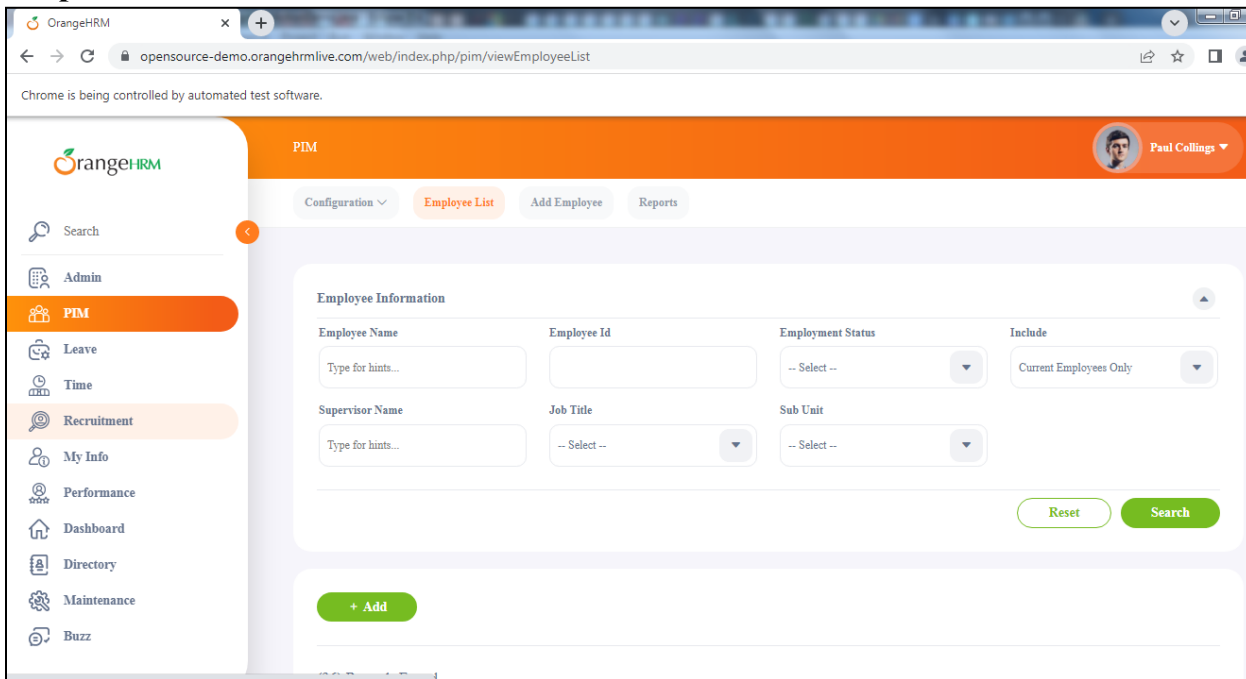 OrangeHRM
opensource-demo.orangehrmlive.com/web/index.php/pim/viewEmployeeList
Chrome is being controlled by automated test software.
OrangeHRM
PIM
Paul Collings
Configuration
Employee List
Add Employee
Reports
Search
Admin
PIM
Leave
Time
Recruitment
My Info
Performance
Dashboard
Directory
Maintenance
Buzz
Employee Information
Employee Name
Employee Id
Employment Status
Include
Type for hints...
-- Select --
Current Employees Only
Supervisor Name
Job Title
Sub Unit
Type for hints...
-- Select --
-- Select --
Reset
Search
+ Add